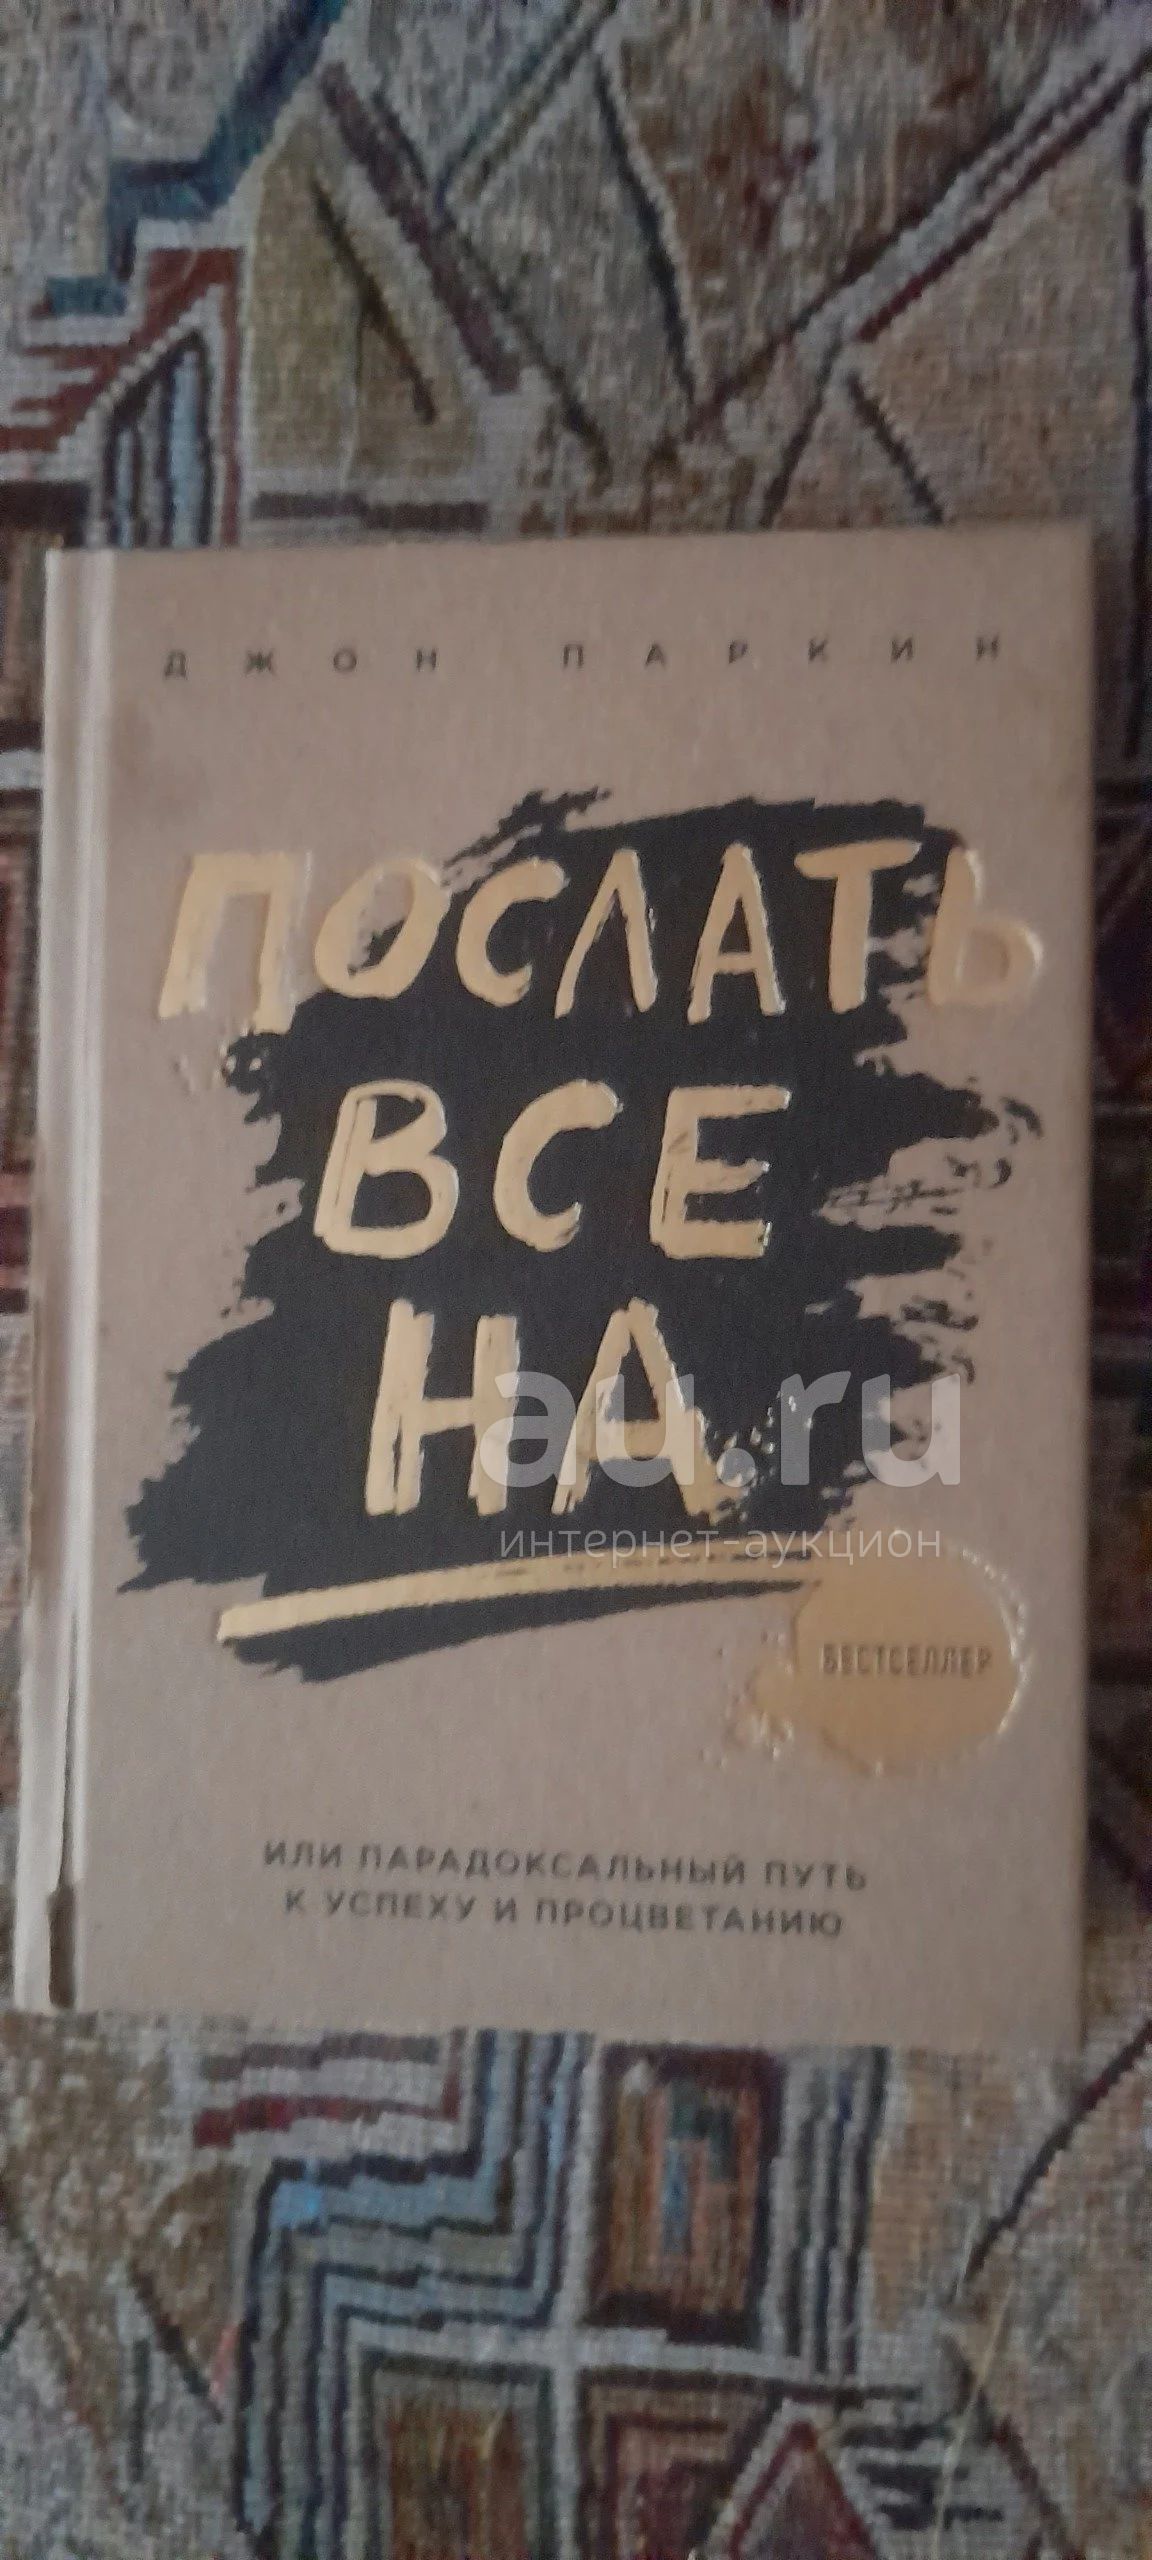 ДЖОН ПАРКИН
ПОСЛАТЬ
ВСЕ
НА
au.ru
интернет-аукцион
БЕСТСЕЛЛЕР
ИЛИ ПАРАДОКСАЛЬНЫЙ ПУТЬ
К УСПЕХУ И ПРОЦВЕТАНИЮ